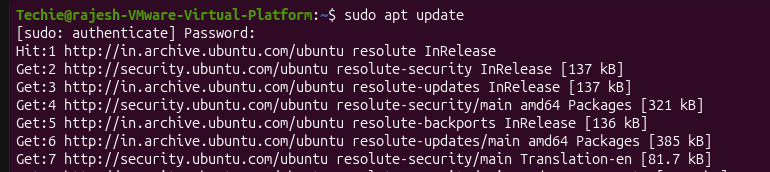 Techie@rajesh-VMware-Virtual-Platform:~$ sudo apt update
[sudo: authenticate] Password:
Hit:1 http://in.archive.ubuntu.com/ubuntu resolute InRelease
Get:2 http://security.ubuntu.com/ubuntu resolute-security InRelease [137 kB]
Get:3 http://in.archive.ubuntu.com/ubuntu resolute-updates InRelease [137 kB]
Get:4 http://security.ubuntu.com/ubuntu resolute-security/main amd64 Packages [321 kB]
Get:5 http://in.archive.ubuntu.com/ubuntu resolute-backports InRelease [136 kB]
Get:6 http://in.archive.ubuntu.com/ubuntu resolute-updates/main amd64 Packages [385 kB]
Get:7 http://security.ubuntu.com/ubuntu resolute-security/main Translation-en [81.7 kB]